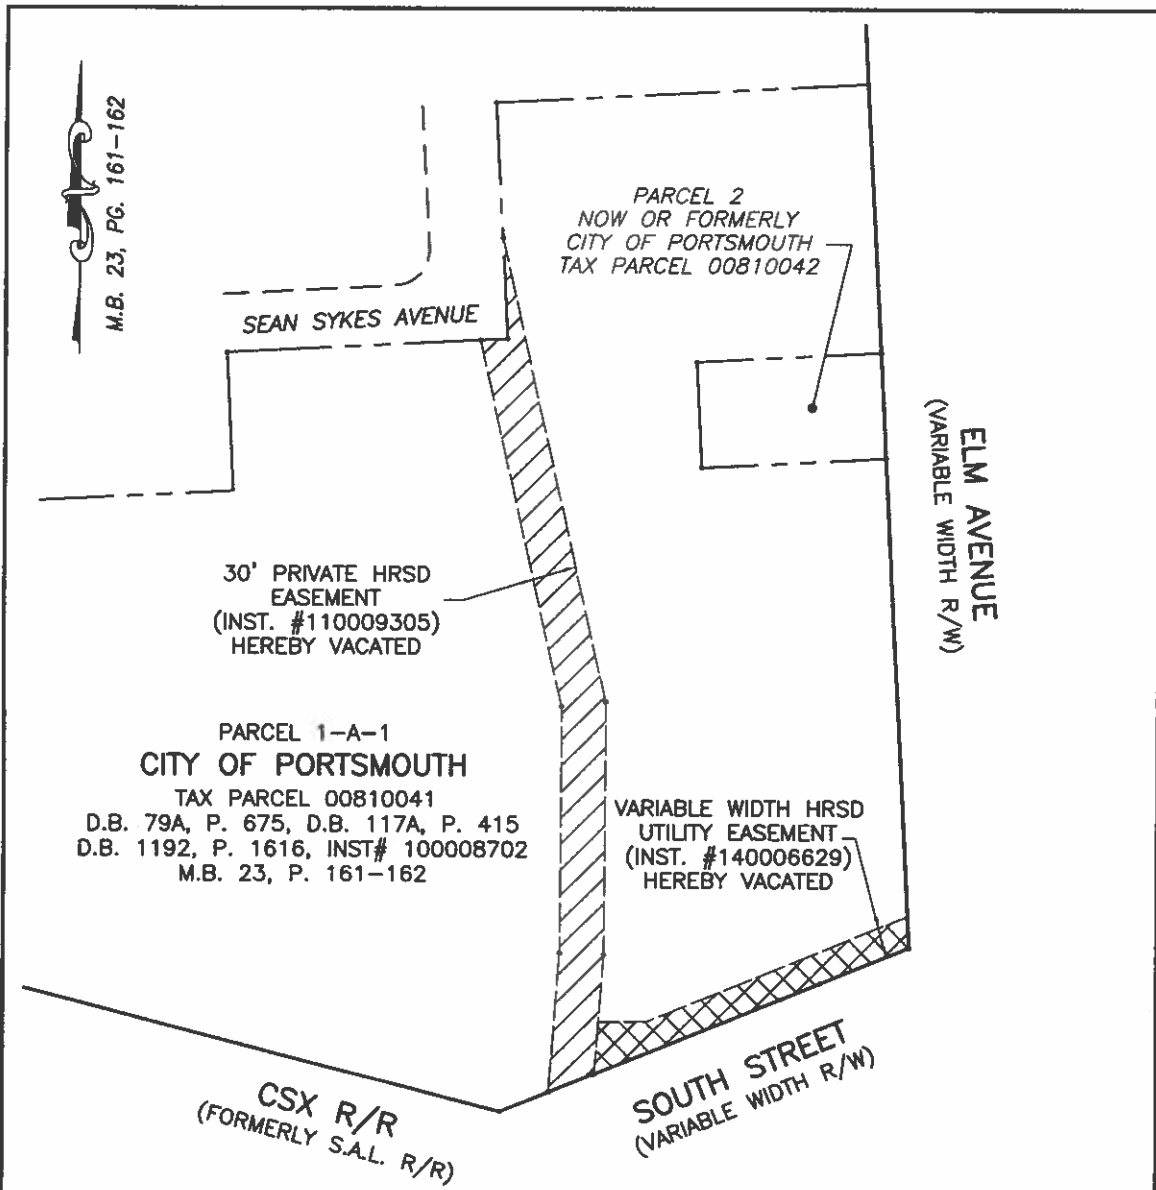 M.B. 23, PG. 161-162
PARCEL 2
NOW OR FORMERLY
CITY OF PORTSMOUTH
TAX PARCEL 00810042
SEAN SYKES AVENUE
ELM AVENUE
(VARIABLE WIDTH R/W)
30' PRIVATE HRSD
EASEMENT
(INST. #110009305)
HEREBY VACATED
PARCEL 1-A-1
CITY OF PORTSMOUTH
TAX PARCEL 00810041
D.B. 79A, P. 675, D.B. 117A, P. 415
D.B. 1192, P. 1616, INST# 100008702
M.B. 23, P. 161-162
VARIABLE WIDTH HRSD
UTILITY EASEMENT
(INST. #140006629)
HEREBY VACATED
CSX R/R
(FORMERLY S.A.L. R/R)
SOUTH STREET
(VARIABLE WIDTH R/W)